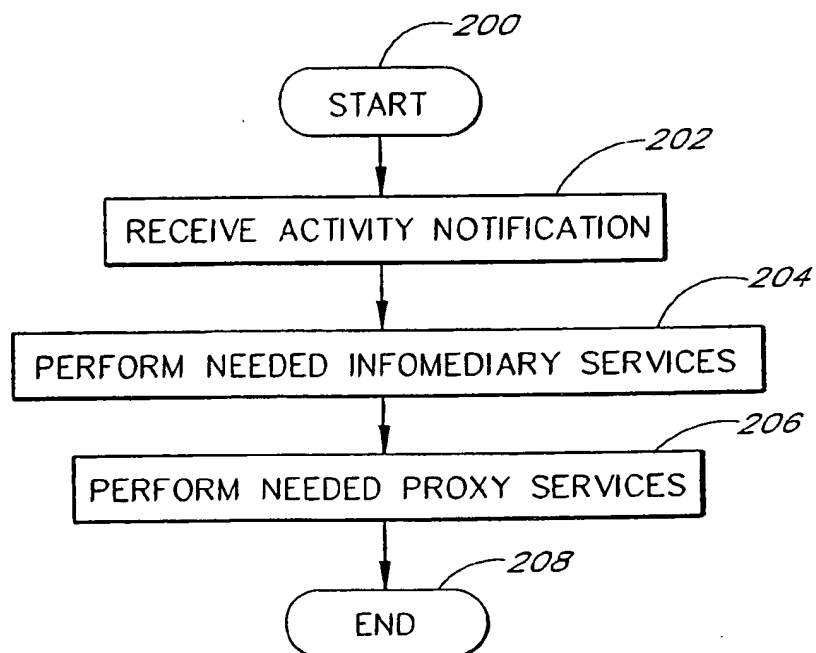 200
START
202
RECEIVE ACTIVITY NOTIFICATION
204
PERFORM NEEDED INFOMEDIARY SERVICES
206
PERFORM NEEDED PROXY SERVICES
208
END